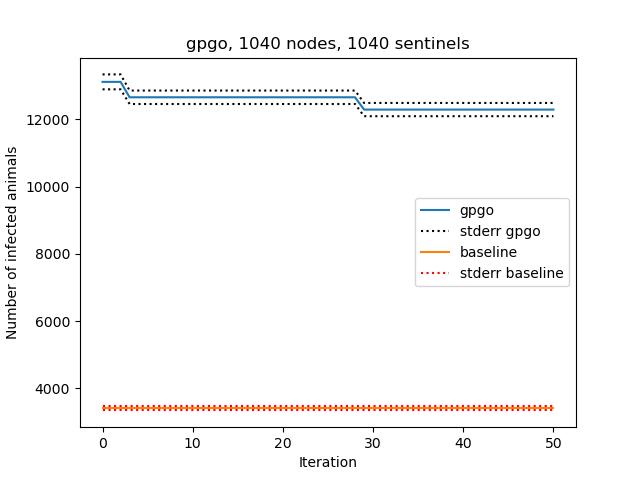 gpgo, 1040 nodes, 1040 sentinels
Number of infected animals
12000
10000
8000
6000
4000
gpgo
stderr gpgo
baseline
stderr baseline
0 10 20 30 40 50
Iteration